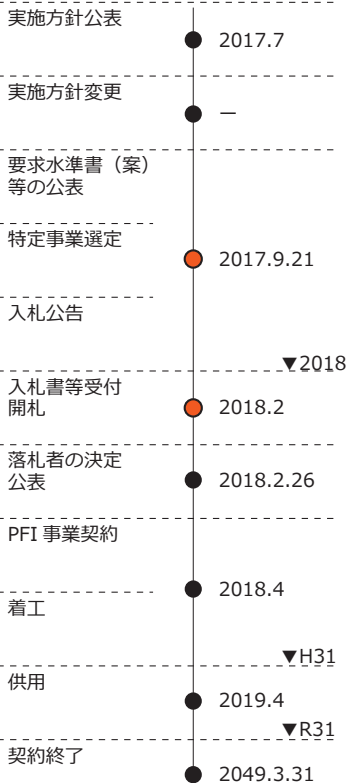 実施方針公表
2017.7
実施方針変更
ー
要求水準書（案）
等の公表
特定事業選定
2017.9.21
入札公告
▼2018
入札書等受付
開札
2018.2
落札者の決定
公表
2018.2.26
PFI 事業契約
2018.4
着工
▼H31
供用
2019.4
▼R31
契約終了
2049.3.31